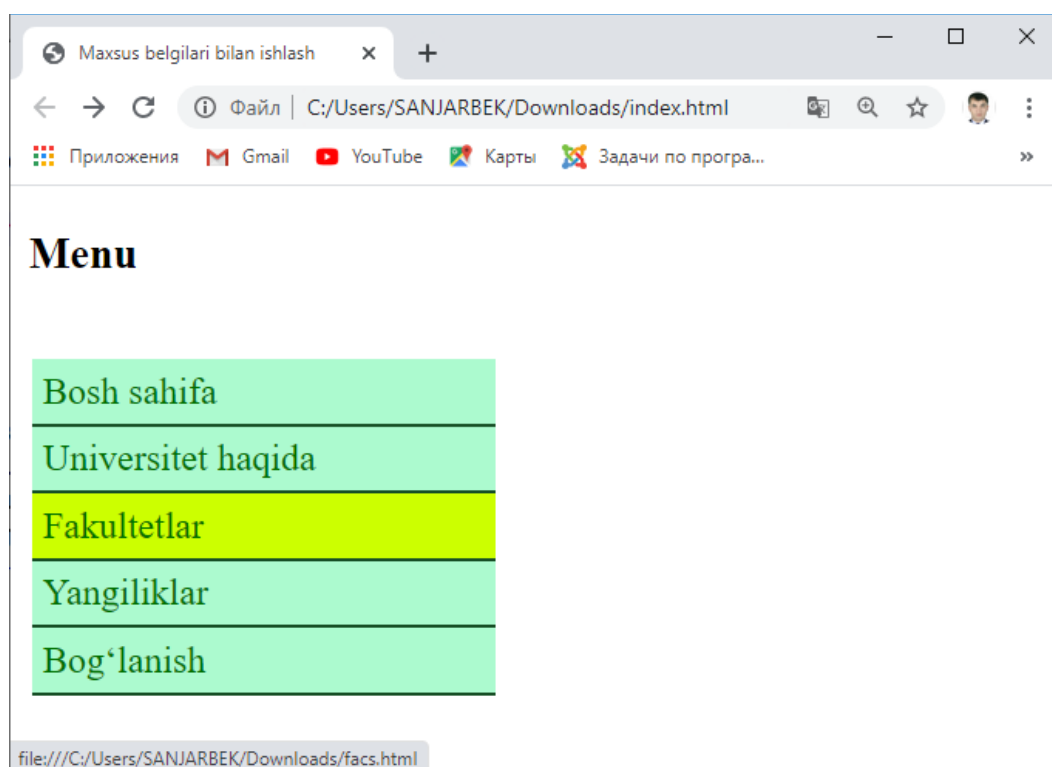 Maxsus belgilari bilan ishlash
Файл | C:/Users/SANJARBEK/Downloads/index.html
Приложения Gmail YouTube Карты Задачи по програ...
Menu
Bosh sahifa
Universitet haqida
Fakultetlar
Yangiliklar
Bog‘lanish
file:///C:/Users/SANJARBEK/Downloads/facs.html